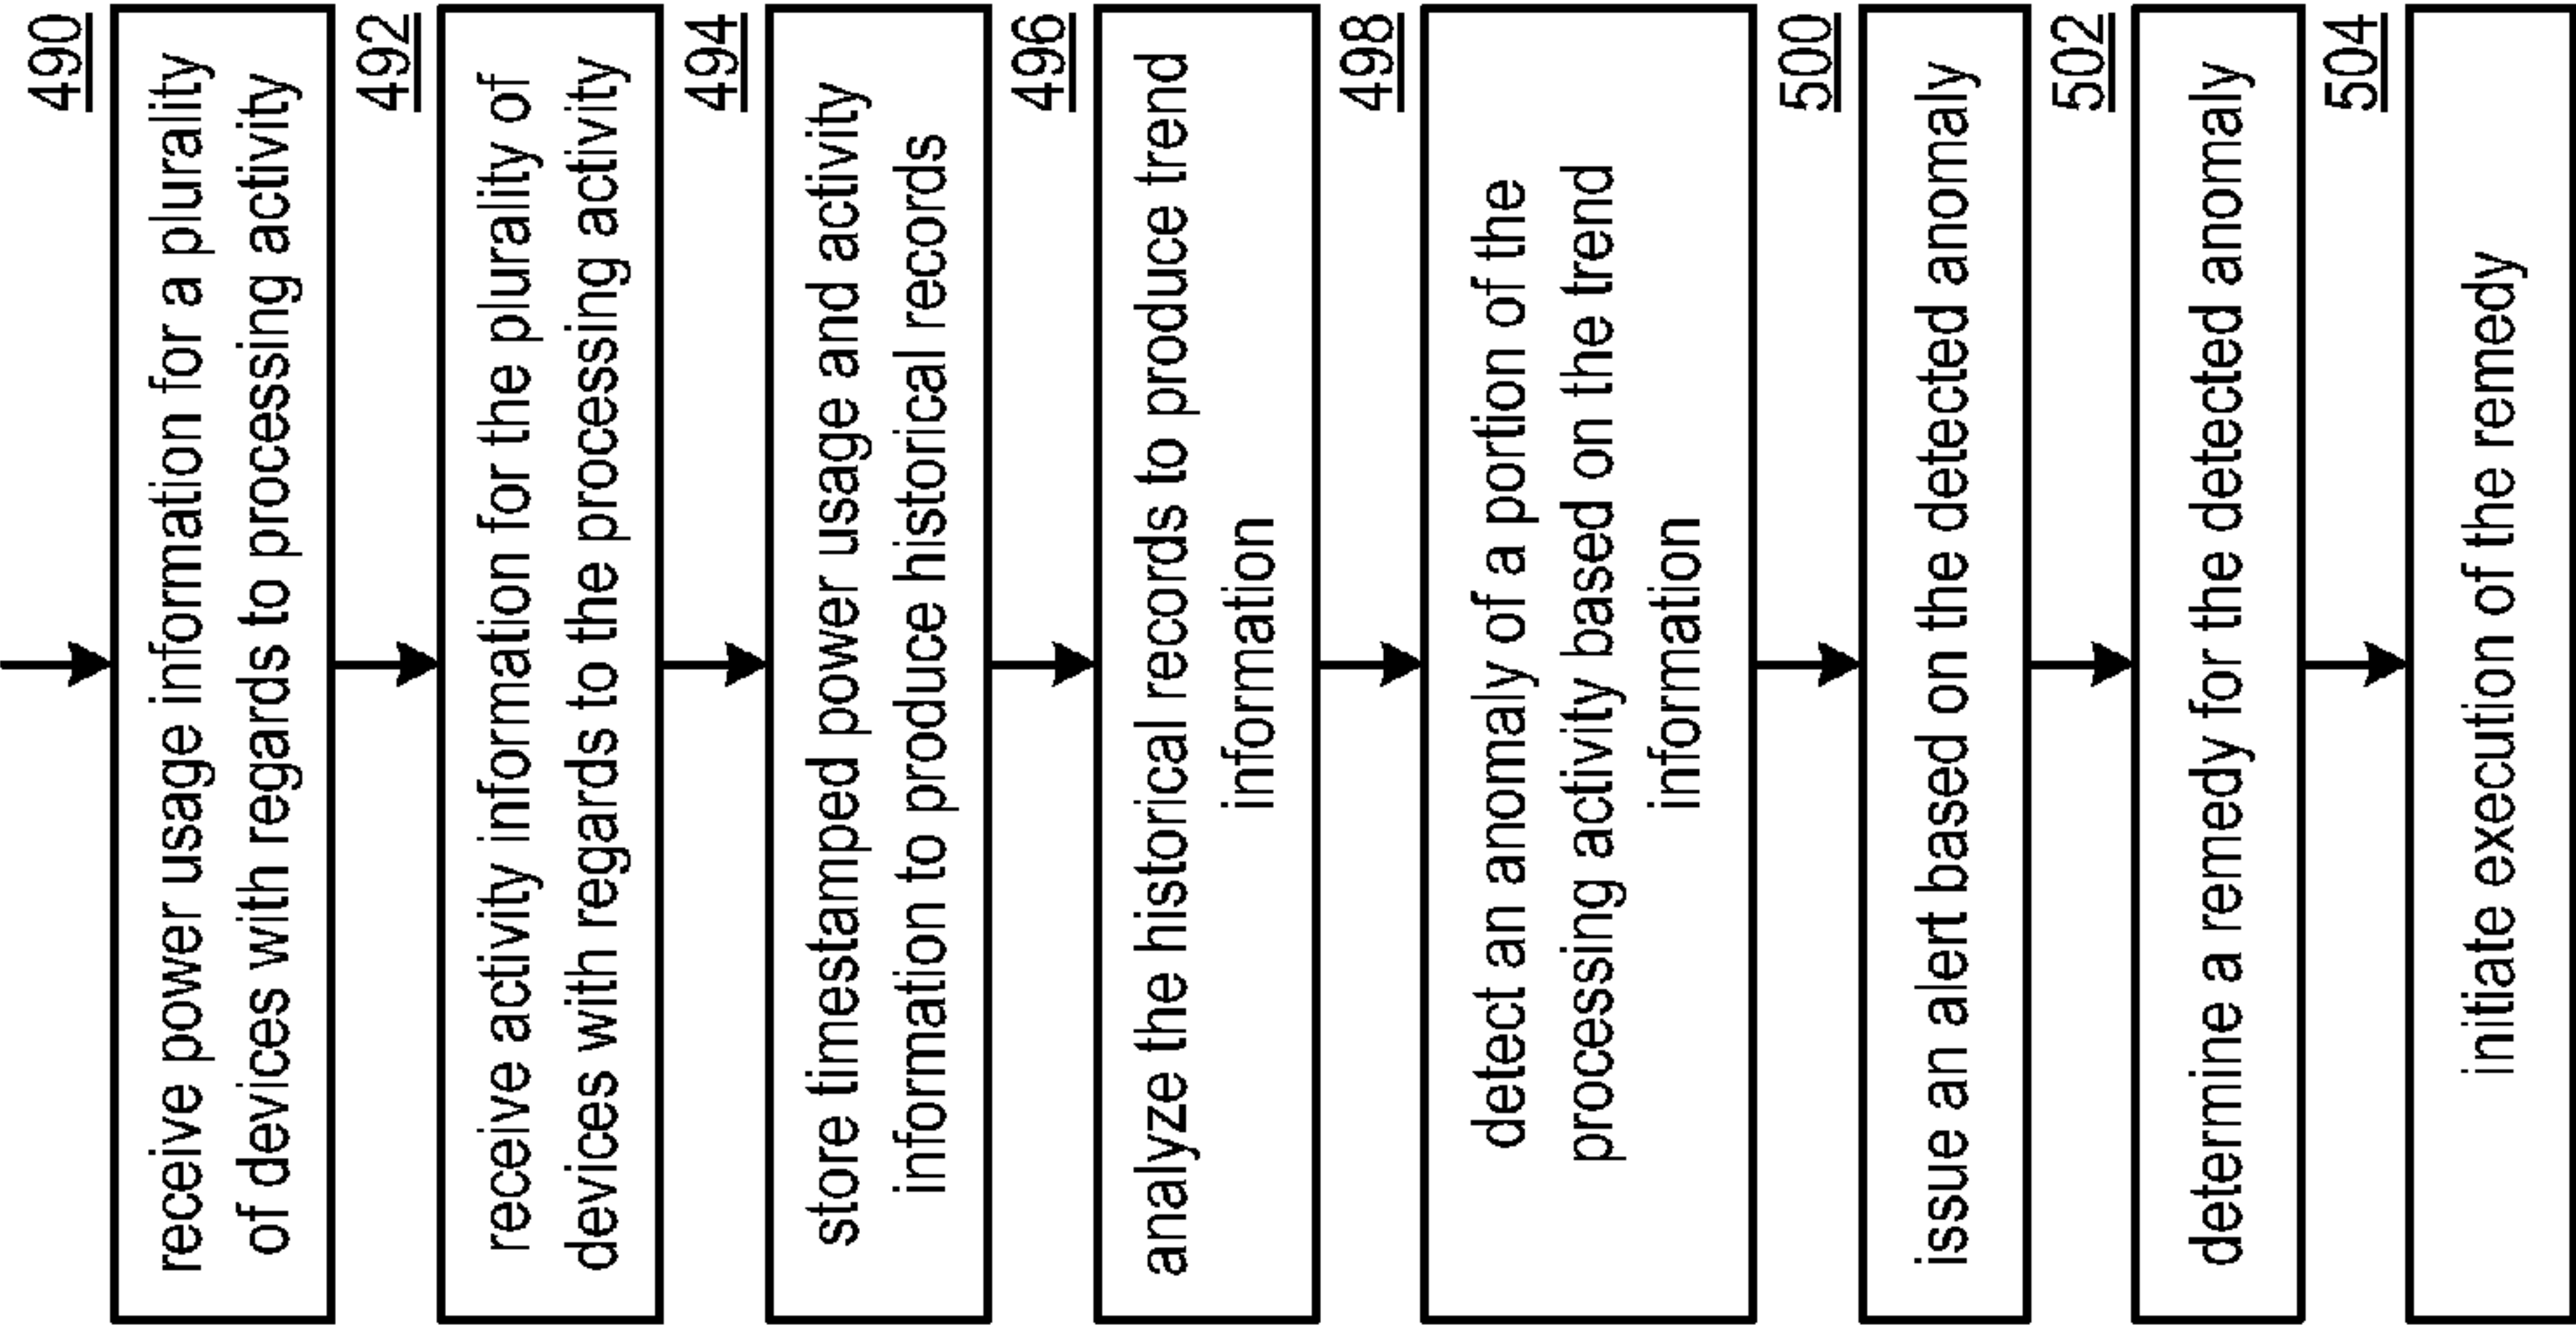 490
receive power usage information for a plurality
of devices with regards to processing activity
492
receive activity information for the plurality of
devices with regards to the processing activity
494
store timestamped power usage and activity
information to produce historical records
496
analyze the historical records to produce trend
information
498
detect an anomaly of a portion of the
processing activity based on the trend
information
500
issue an alert based on the detected anomaly
502
determine a remedy for the detected anomaly
504
initiate execution of the remedy